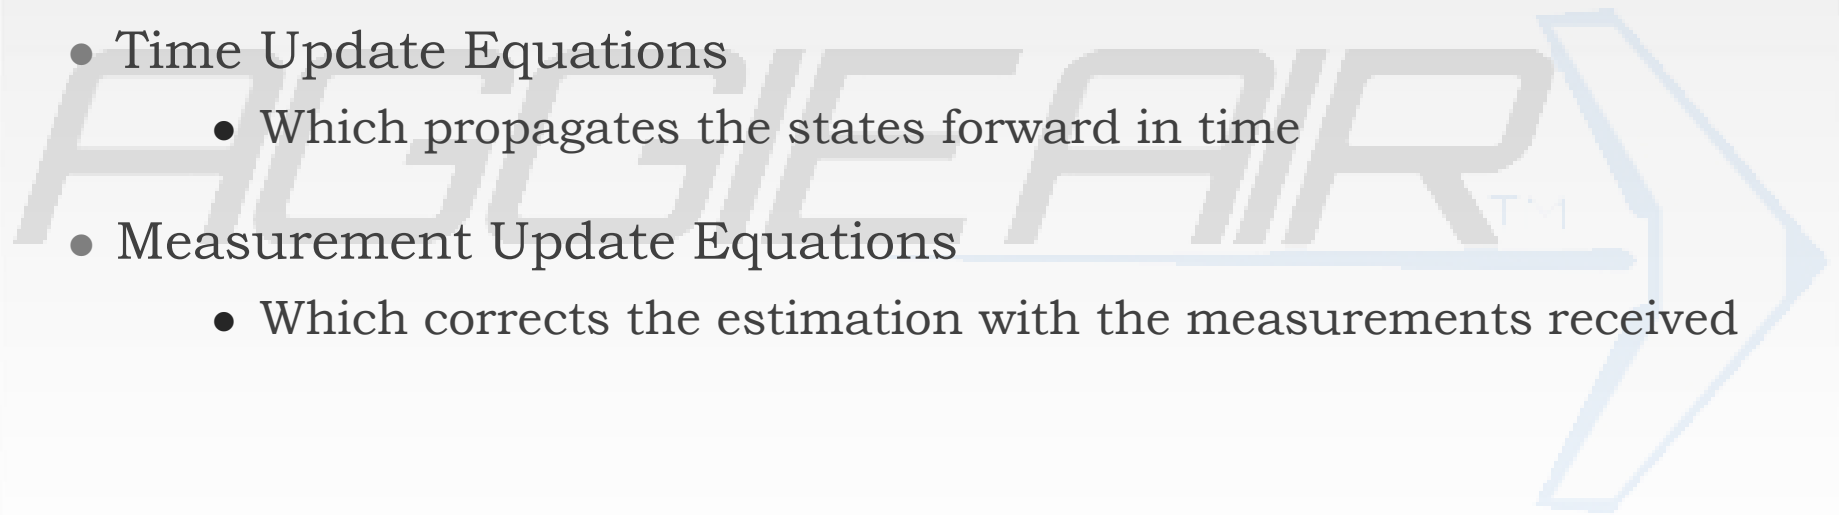 AGGIEAIR
TM
● Time Update Equations
● Which propagates the states forward in time
● Measurement Update Equations
● Which corrects the estimation with the measurements received